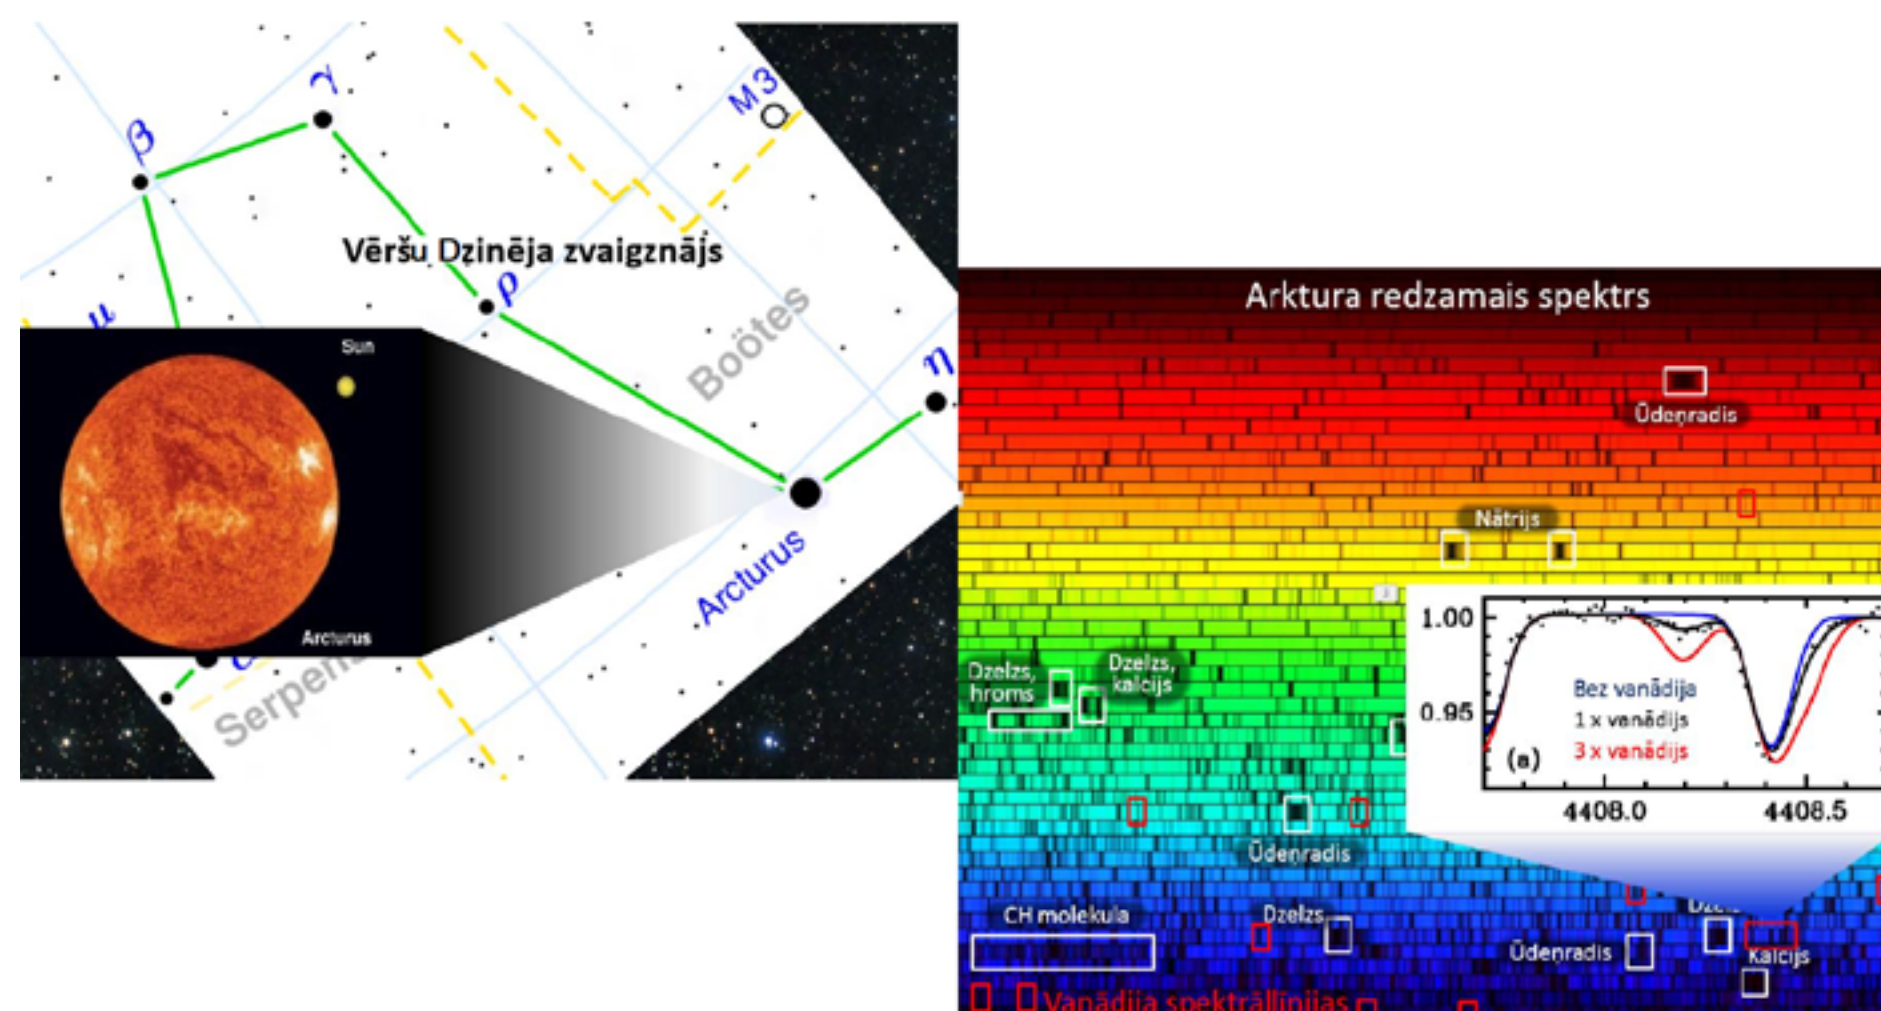 γ
β
M 3
Vēršu Dzinēja zvaigznājs
ρ
μ
Boötes
η
Sun
Arcturus
Arcturus
Serpens
Arktura redzamais spektrs
Ūdeņradis
Nātrijs
Dzelzs,
hroms
Dzelzs,
kalcijs
1.00
0.95
Bez vanādija
1 x vanādijs
3 x vanādijs
(a)
4408.0
4408.5
Ūdeņradis
CH molekula
Dzelzs
Ūdeņradis
Kalcijs
Vanādija spektrāllīnijas